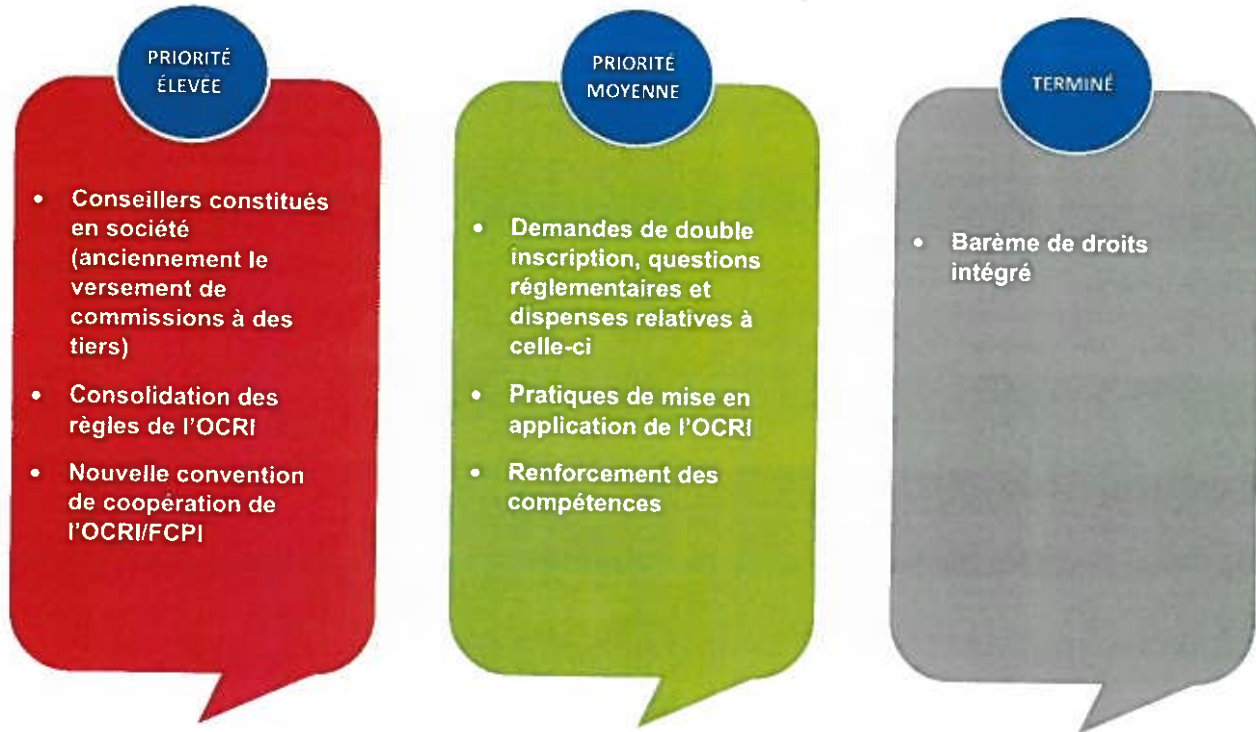 PRIORITÉ
ÉLEVÉE
• Conseillers constitués
en société
(anciennement le
versement de
commissions à des
tiers)
• Consolidation des
règles de l'OCRI
• Nouvelle convention
de coopération de
l'OCRI/FCPI
PRIORITÉ
MOYENNE
• Demandes de double
inscription, questions
réglementaires et
dispenses relatives à
celle-ci
• Pratiques de mise en
application de l'OCRI
• Renforcement des
compétences
TERMINÉ
• Barème de droits
intégré